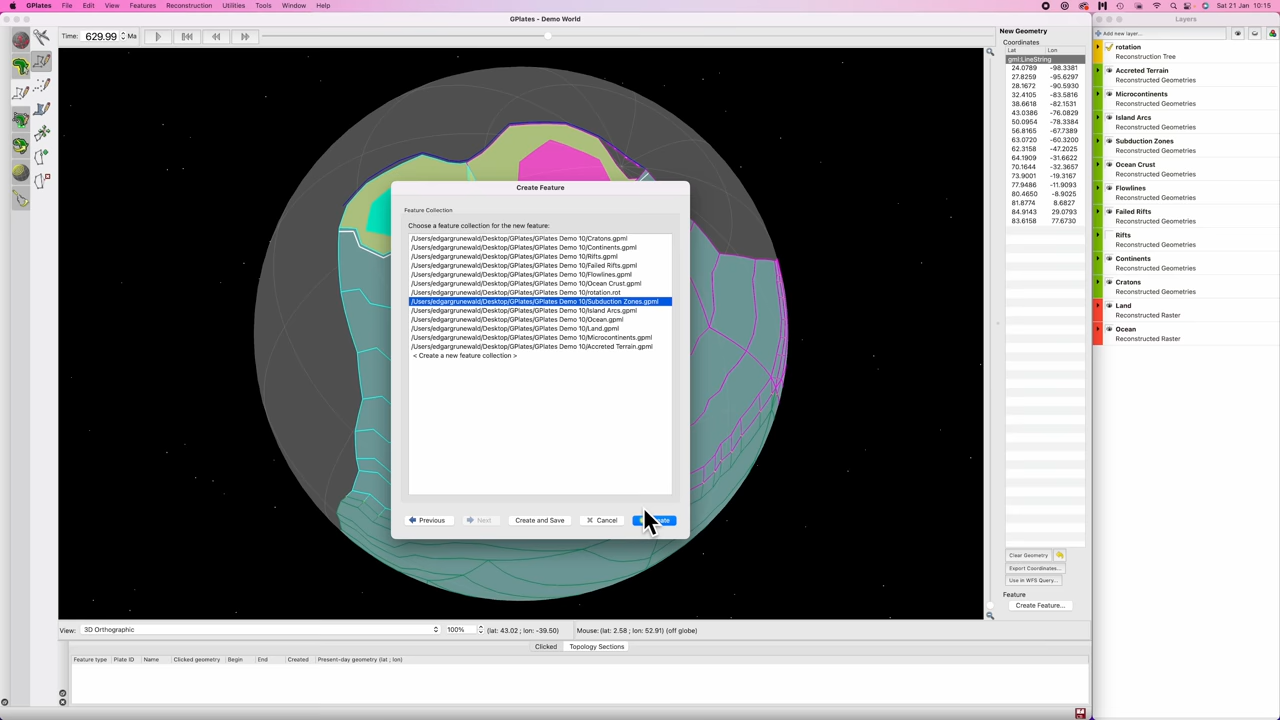 GPlates File Edit View Features Reconstruction Utilities Tools Window Help
Sat 21 Jan 10:15
GPlates - Demo World
Layers
Time: 629.99 Ma
New Geometry
Coordinates
Lat Lon
gml:LineString
24.0789 -98.3381
27.8259 -95.6297
28.1672 -90.5930
32.4105 -83.5816
38.6618 -82.1531
43.0386 -76.0829
50.0954 -78.3384
56.8165 -67.7389
63.0720 -60.3200
62.3158 -47.2025
64.1909 -31.6622
70.1644 -32.3657
73.9001 -19.3167
77.9486 -11.9093
80.4650 -8.9025
81.8774 8.6827
84.9143 29.0793
83.6158 77.6730
Clear Geometry
Export Coordinates...
Use in WFS Query...
Feature
Create Feature...
Add new layer...
rotation
Reconstruction Tree
Accreted Terrain
Reconstructed Geometries
Microcontinents
Reconstructed Geometries
Island Arcs
Reconstructed Geometries
Subduction Zones
Reconstructed Geometries
Ocean Crust
Reconstructed Geometries
Flowlines
Reconstructed Geometries
Failed Rifts
Reconstructed Geometries
Rifts
Reconstructed Geometries
Continents
Reconstructed Geometries
Cratons
Reconstructed Geometries
Land
Reconstructed Raster
Ocean
Reconstructed Raster
Create Feature
Feature Collection
Choose a feature collection for the new feature:
/Users/edgargrunewald/Desktop/GPlates/GPlates Demo 10/Cratons.gpml
/Users/edgargrunewald/Desktop/GPlates/GPlates Demo 10/Continents.gpml
/Users/edgargrunewald/Desktop/GPlates/GPlates Demo 10/Rifts.gpml
/Users/edgargrunewald/Desktop/GPlates/GPlates Demo 10/Failed Rifts.gpml
/Users/edgargrunewald/Desktop/GPlates/GPlates Demo 10/Flowlines.gpml
/Users/edgargrunewald/Desktop/GPlates/GPlates Demo 10/Ocean Crust.gpml
/Users/edgargrunewald/Desktop/GPlates/GPlates Demo 10/rotation.rot
/Users/edgargrunewald/Desktop/GPlates/GPlates Demo 10/Subduction Zones.gpml
/Users/edgargrunewald/Desktop/GPlates/GPlates Demo 10/Island Arcs.gpml
/Users/edgargrunewald/Desktop/GPlates/GPlates Demo 10/Ocean.gpml
/Users/edgargrunewald/Desktop/GPlates/GPlates Demo 10/Land.gpml
/Users/edgargrunewald/Desktop/GPlates/GPlates Demo 10/Microcontinents.gpml
/Users/edgargrunewald/Desktop/GPlates/GPlates Demo 10/Accreted Terrain.gpml
< Create a new feature collection >
Previous Next Create and Save Cancel
View: 3D Orthographic 100% (lat: 43.02 ; lon: -39.50) Mouse: (lat: 2.58 ; lon: 52.91) (off globe)
Clicked Topology Sections
Feature type Plate ID Name Clicked geometry Begin End Created Present-day geometry (lat ; lon)